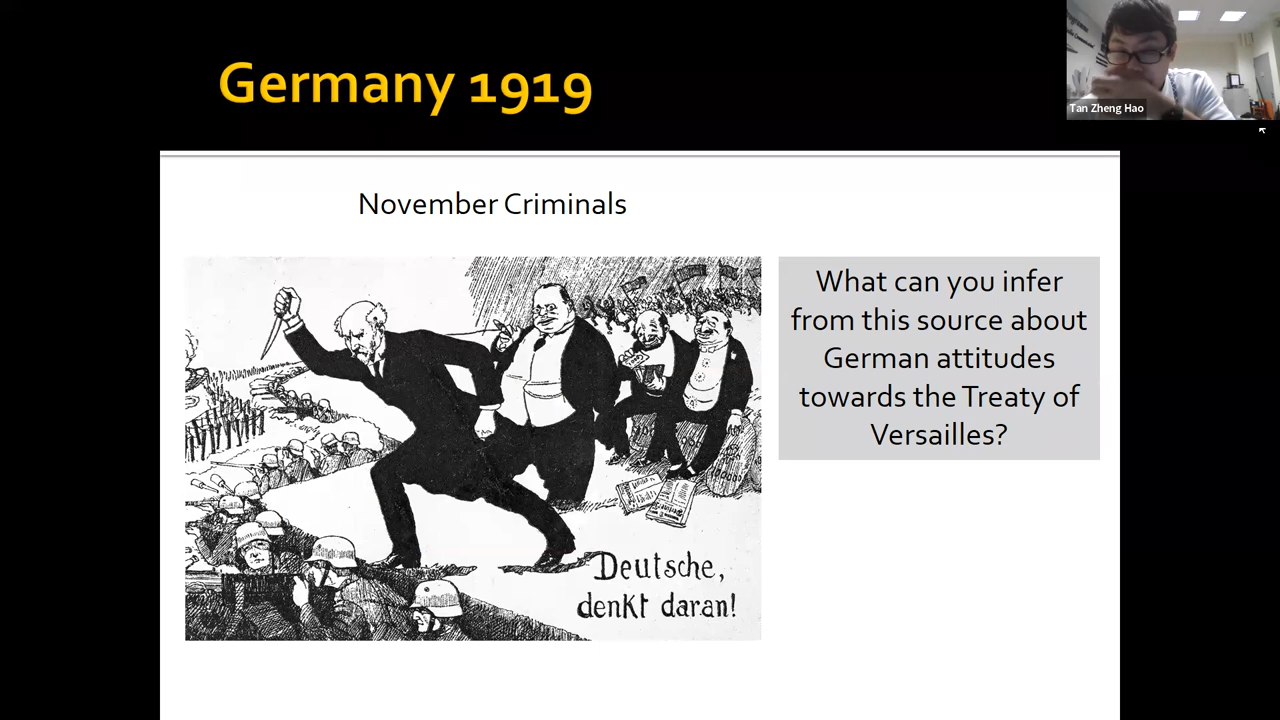 Germany 1919
Tan Zheng Hao
November Criminals
What can you infer
from this source about
German attitudes
towards the Treaty of
Versailles?
Deutsche,
denkt daran!